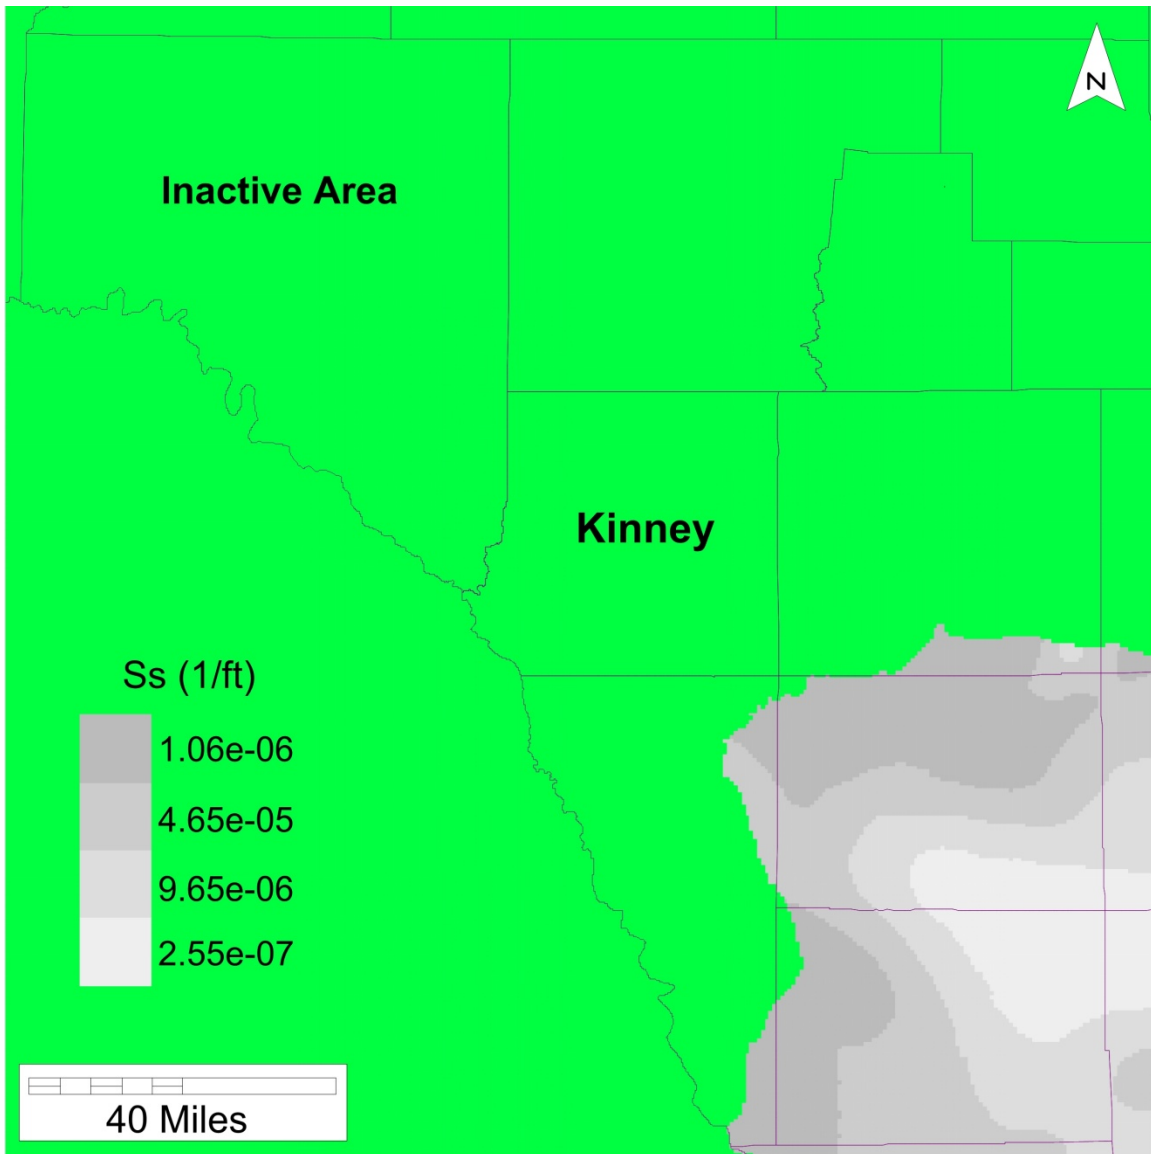 N
Inactive Area
Kinney
Ss (1/ft)
1.06e-06
4.65e-05
9.65e-06
2.55e-07
40 Miles